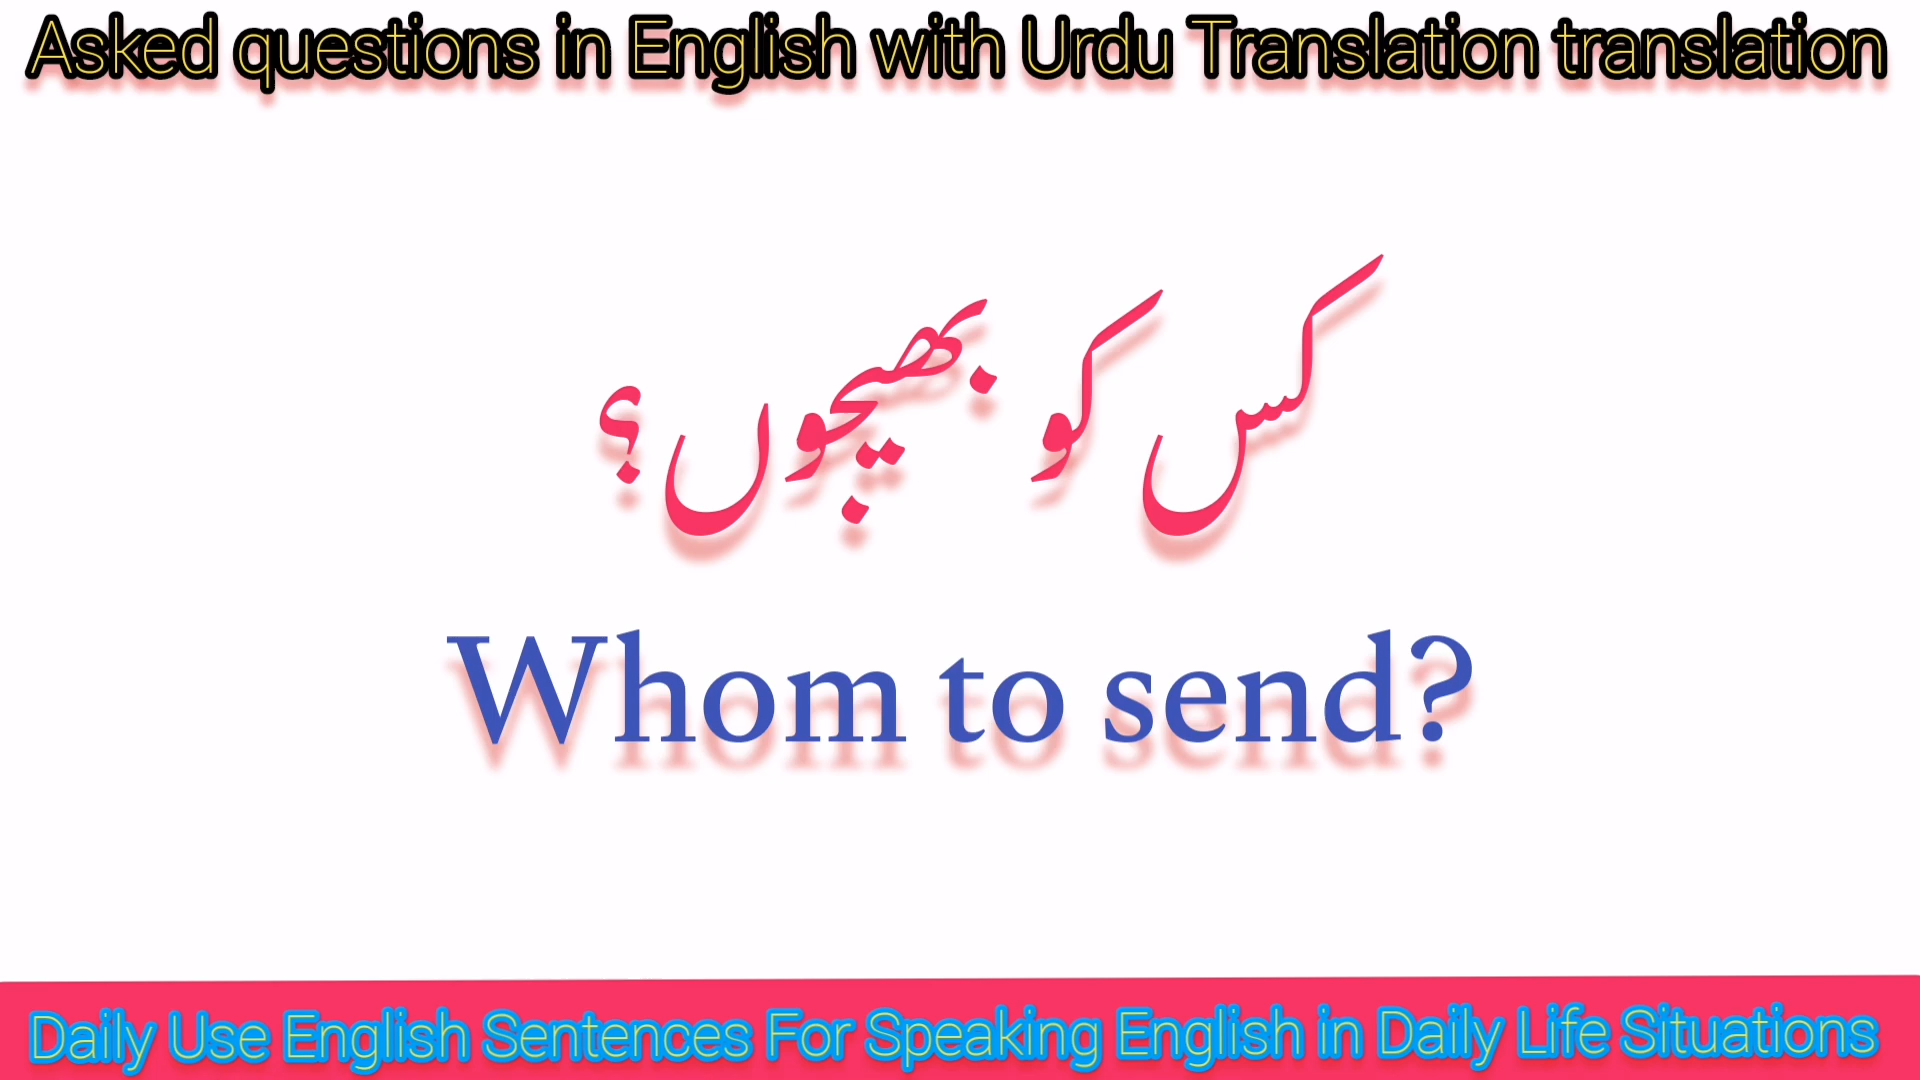 Asked questions in English with Urdu Translation translation
کس کو بھیجوں؟
Whom to send?
Daily Use English Sentences For Speaking English in Daily Life Situations